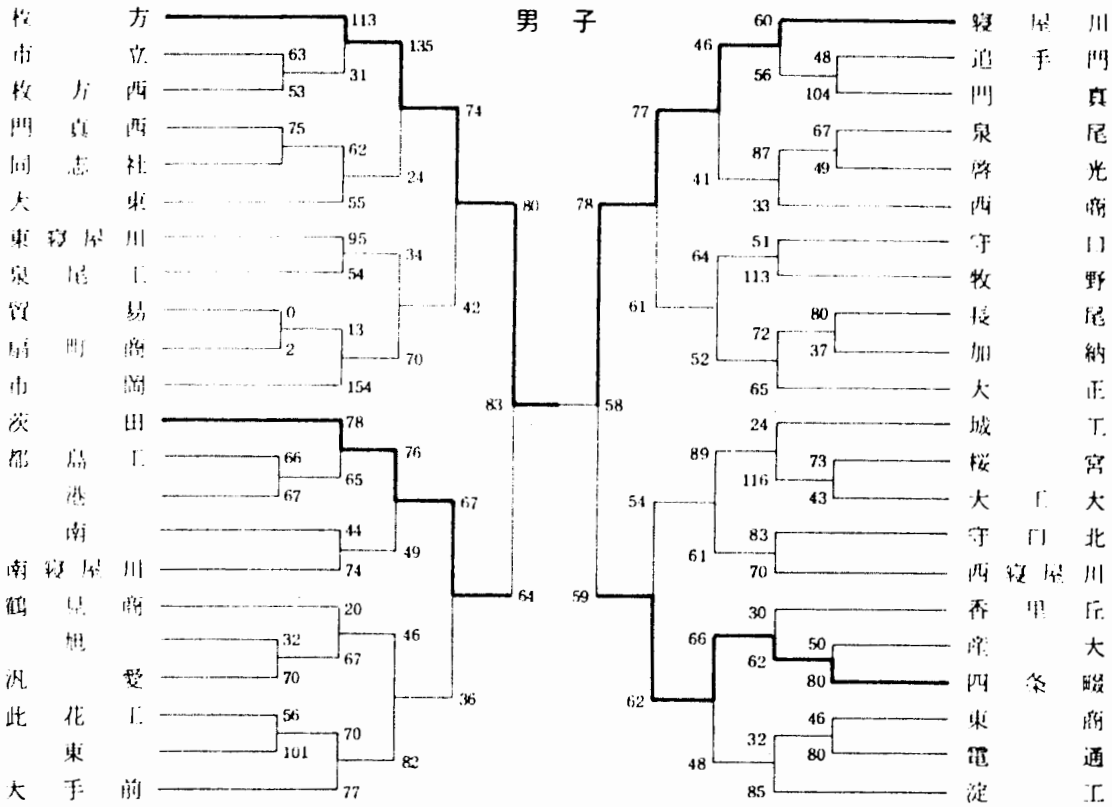 男子
枚方 113
135
市立 63
31
枚方西 53
74
門真西 75
62
同志社
24
大東 55
80
東寝屋川 95
34
泉尾工 54
42
貿易 0
13
扇町商 2
70
市岡 154
83
茨田 78
76
都島工 66
65
港 67
67
南 44
49
南寝屋川 74
64
鶴見商 20
46
旭 32
67
汎愛 70
36
此花工 56
70
東 101
82
大手前 77
60 寝屋川
46
48 追手門
56
104 門真
77
67 泉尾
87
49 啓光
41
33 西商
78
51 守口
64
113 牧野
61
80 長尾
72
37 加納
52
65 大正
58
24 城工
89
73 桜宮
116
43 大工大
54
83 守口北
61
70 西寝屋川
59
30 香里丘
66
50 産大
62
80 四条畷
62
46 東商
32
80 電通
48
85 淀工